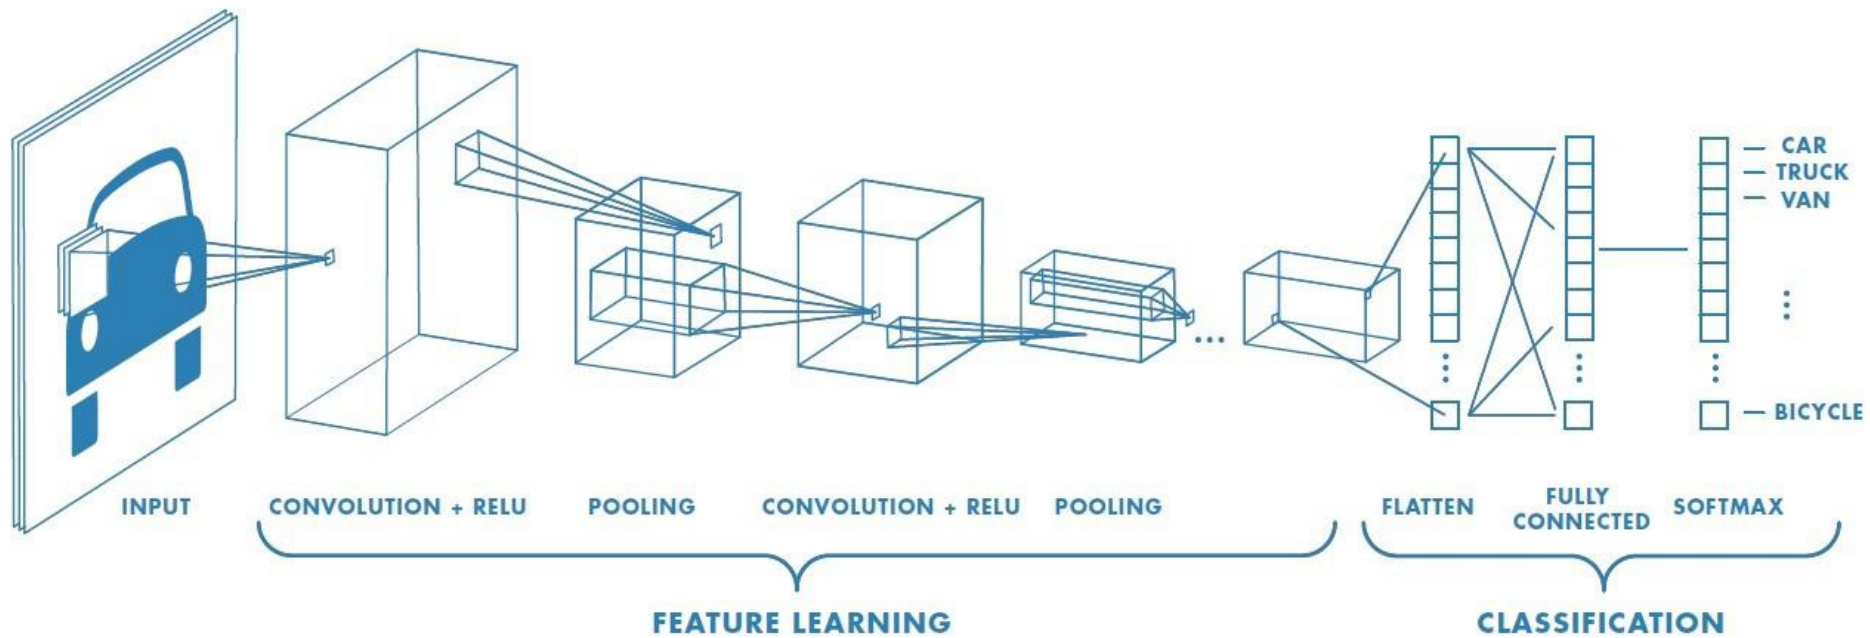 CAR
TRUCK
VAN
BICYCLE
INPUT
CONVOLUTION + RELU
POOLING
CONVOLUTION + RELU
POOLING
FLATTEN
FULLY
CONNECTED
SOFTMAX
FEATURE LEARNING
CLASSIFICATION